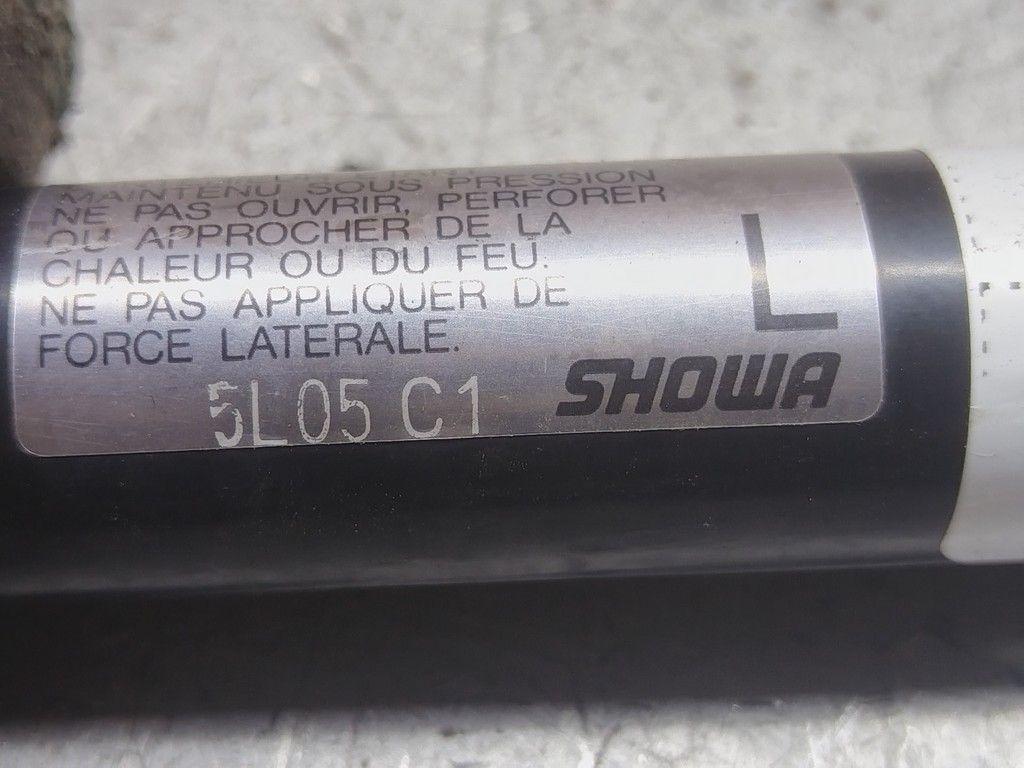 MAINTENU SOUS PRESSION
NE PAS OUVRIR, PERFORER
OU APPROCHER DE LA
CHALEUR OU DU FEU.
NE PAS APPLIQUER DE
FORCE LATERALE.
L
5L05 C1
SHOWA